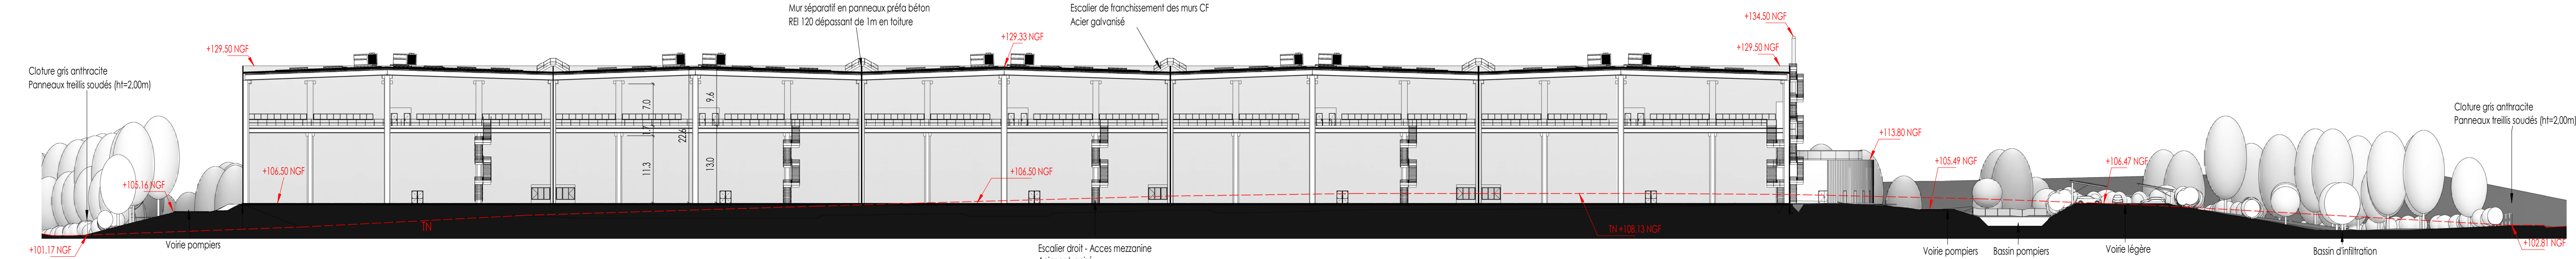 Mur séparatif en panneaux préfa béton
REI 120 dépassant de 1m en toiture
Escalier de franchissement des murs CF
Acier galvanisé
+134.50 NGF
+129.50 NGF
+129.33 NGF
+129.50 NGF
Cloture gris anthracite
Panneaux treillis soudés (ht=2,00m)
Cloture gris anthracite
Panneaux treillis soudés (ht=2,00m)
7.0
9.6
1.7
22.6
11.3
13.0
+113.80 NGF
+105.16 NGF
+106.50 NGF
+106.50 NGF
+105.49 NGF
+106.47 NGF
TN
TN +108.13 NGF
+101.17 NGF
Voirie pompiers
Escalier droit - Acces mezzanine
Voirie pompiers
Bassin pompiers
Voirie légère
Bassin d'infiltration
+102.81 NGF